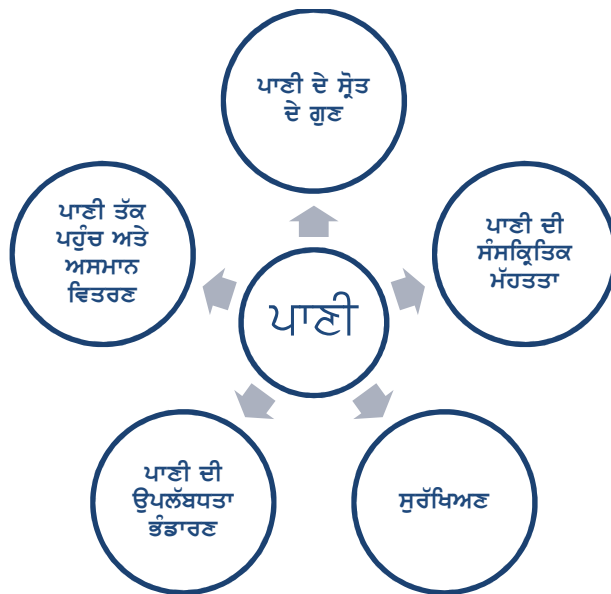 ਪਾਣੀ ਦੇ ਸ੍ਰੋਤ
ਦੇ ਗੁਣ
ਪਾਣੀ ਤੱਕ
ਪਹੁੰਚ ਅਤੇ
ਅਸਮਾਨ
ਵਿਤਰਣ
ਪਾਣੀ ਦੀ
ਸੰਸਕ੍ਰਿਤਿਕ
ਮੱਹਤਤਾ
ਪਾਣੀ
ਪਾਣੀ ਦੀ
ਉਪਲੱਬਧਤਾ
ਭੰਡਾਰਣ
ਸੁਰੱਖਿਅਣ